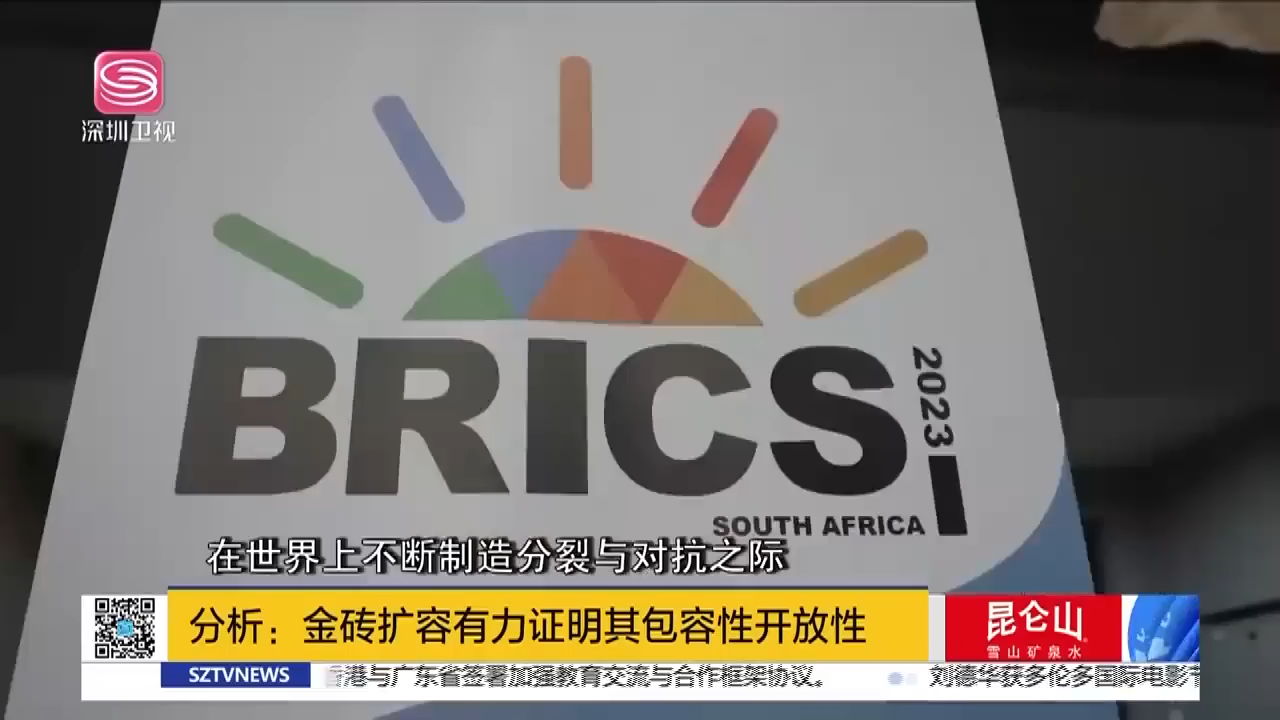 深圳卫视
BRICS
2023
SOUTH AFRICA
在世界上不断制造分裂与对抗之际
分析：金砖扩容有力证明其包容性开放性
昆仑山
雪山矿泉水
SZTVNEWS
香港与广东省签署加强教育交流与合作框架协议。
刘德华获多伦多国际电影节